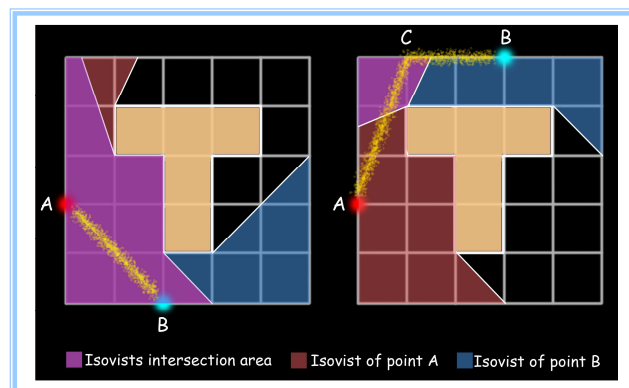 C B
A A
B
Isovists intersection area Isovist of point A Isovist of point B